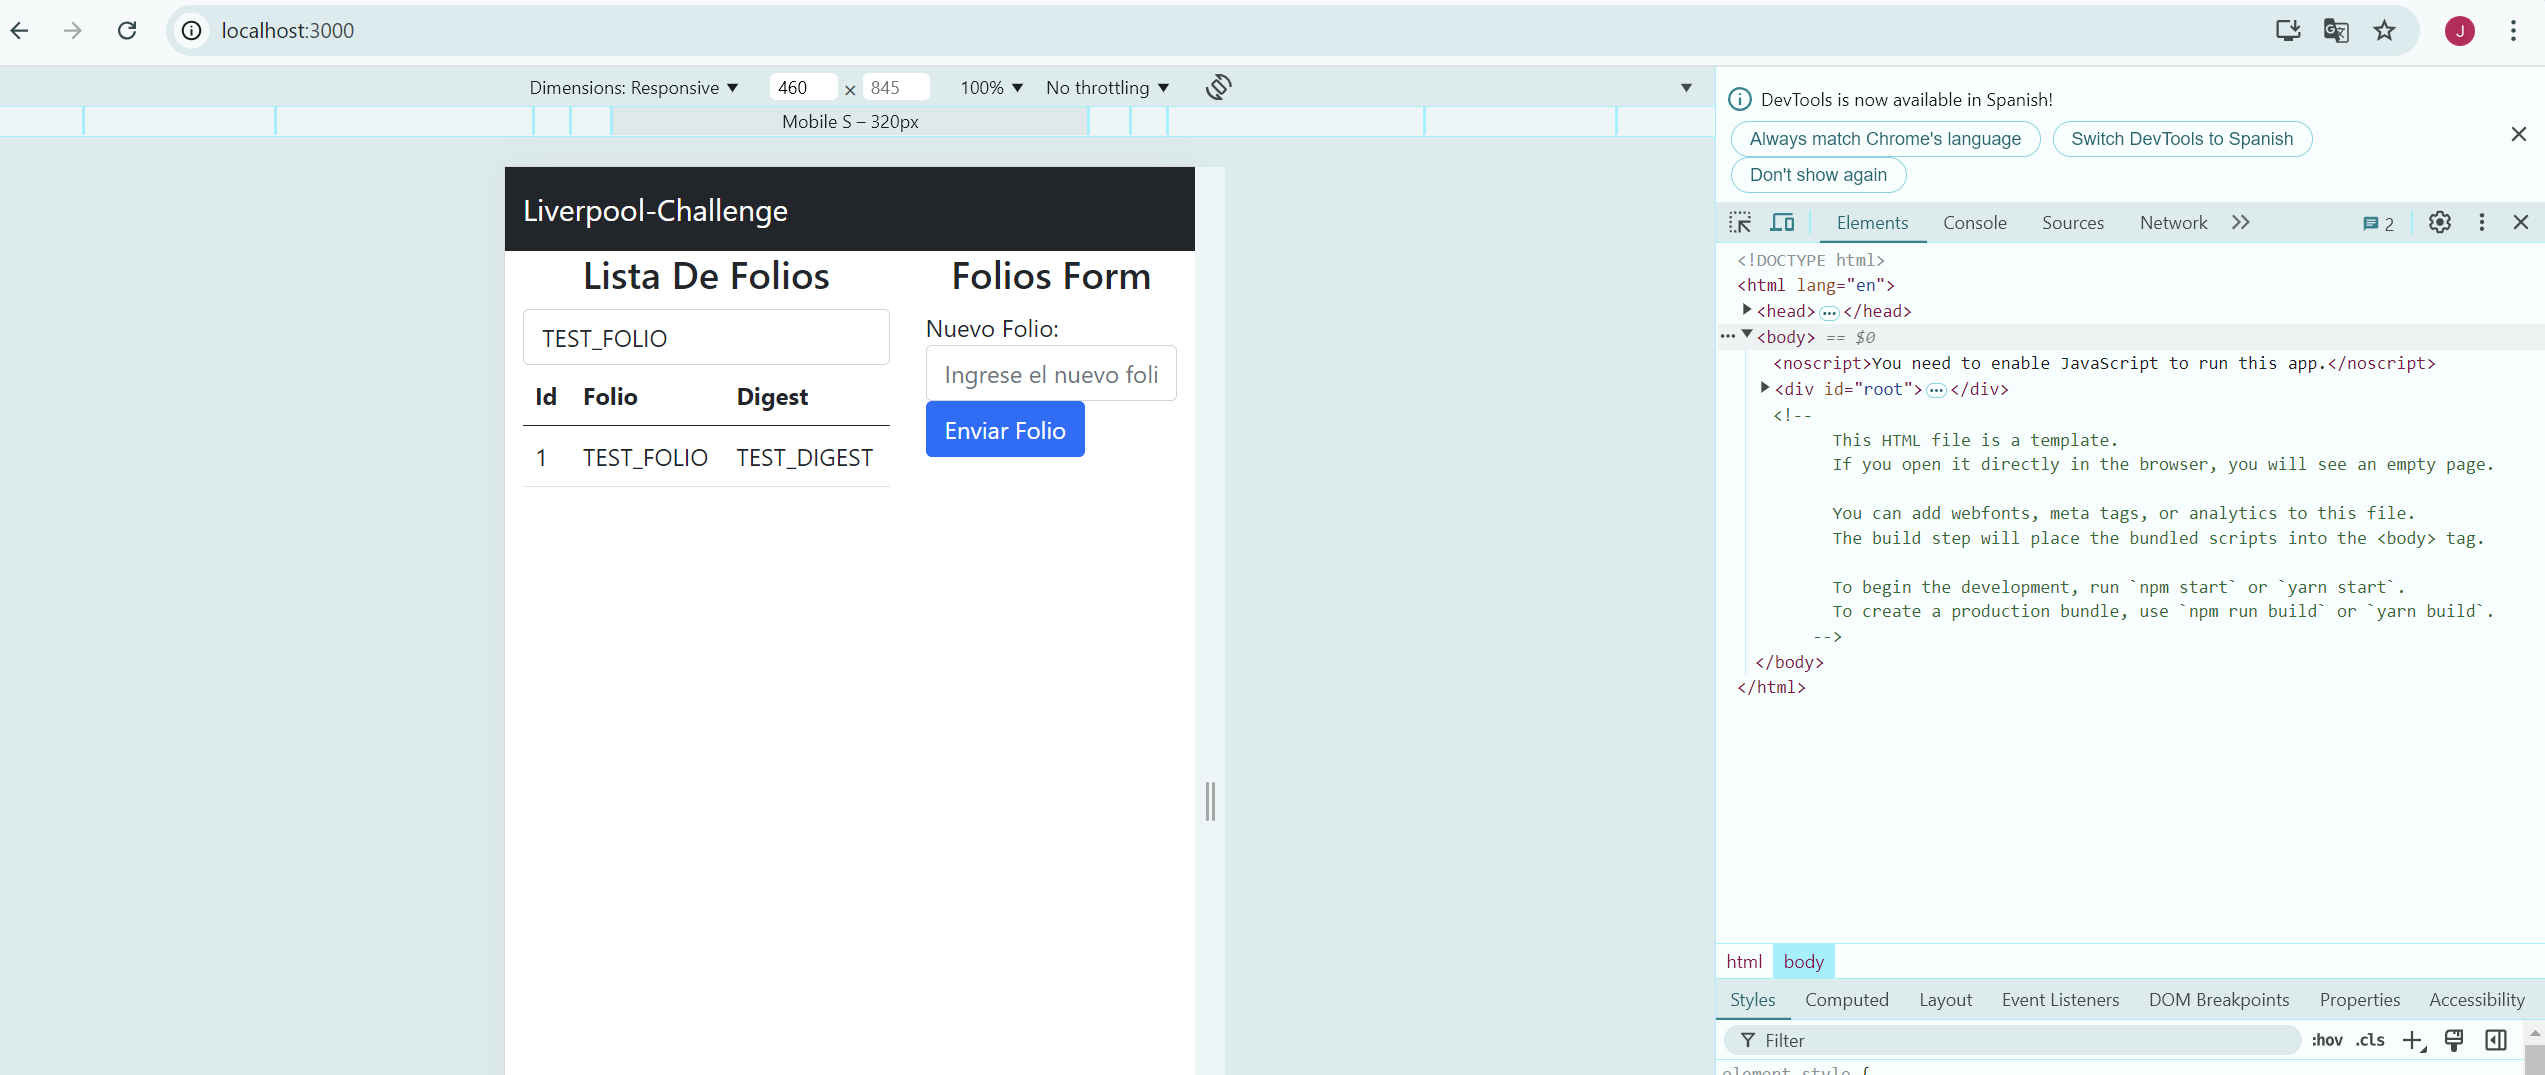 localhost:3000
J
Dimensions: Responsive ▼ 460 × 845 100% ▼ No throttling ▼
Mobile S – 320px
Liverpool-Challenge
Lista De Folios
TEST_FOLIO
Id Folio Digest
1 TEST_FOLIO TEST_DIGEST
Folios Form
Nuevo Folio:
Ingrese el nuevo foli
Enviar Folio
DevTools is now available in Spanish!
Always match Chrome's language
Switch DevTools to Spanish
Don't show again
Elements Console Sources Network 2
<!DOCTYPE html>
<html lang="en">
<head>…</head>
<body> == $0
<noscript>You need to enable JavaScript to run this app.</noscript>
<div id="root">…</div>
<!--
This HTML file is a template.
If you open it directly in the browser, you will see an empty page.
You can add webfonts, meta tags, or analytics to this file.
The build step will place the bundled scripts into the <body> tag.
To begin the development, run `npm start` or `yarn start`.
To create a production bundle, use `npm run build` or `yarn build`.
-->
</body>
</html>
html body
Styles Computed Layout Event Listeners DOM Breakpoints Properties Accessibility
Filter :hov .cls
element.style {